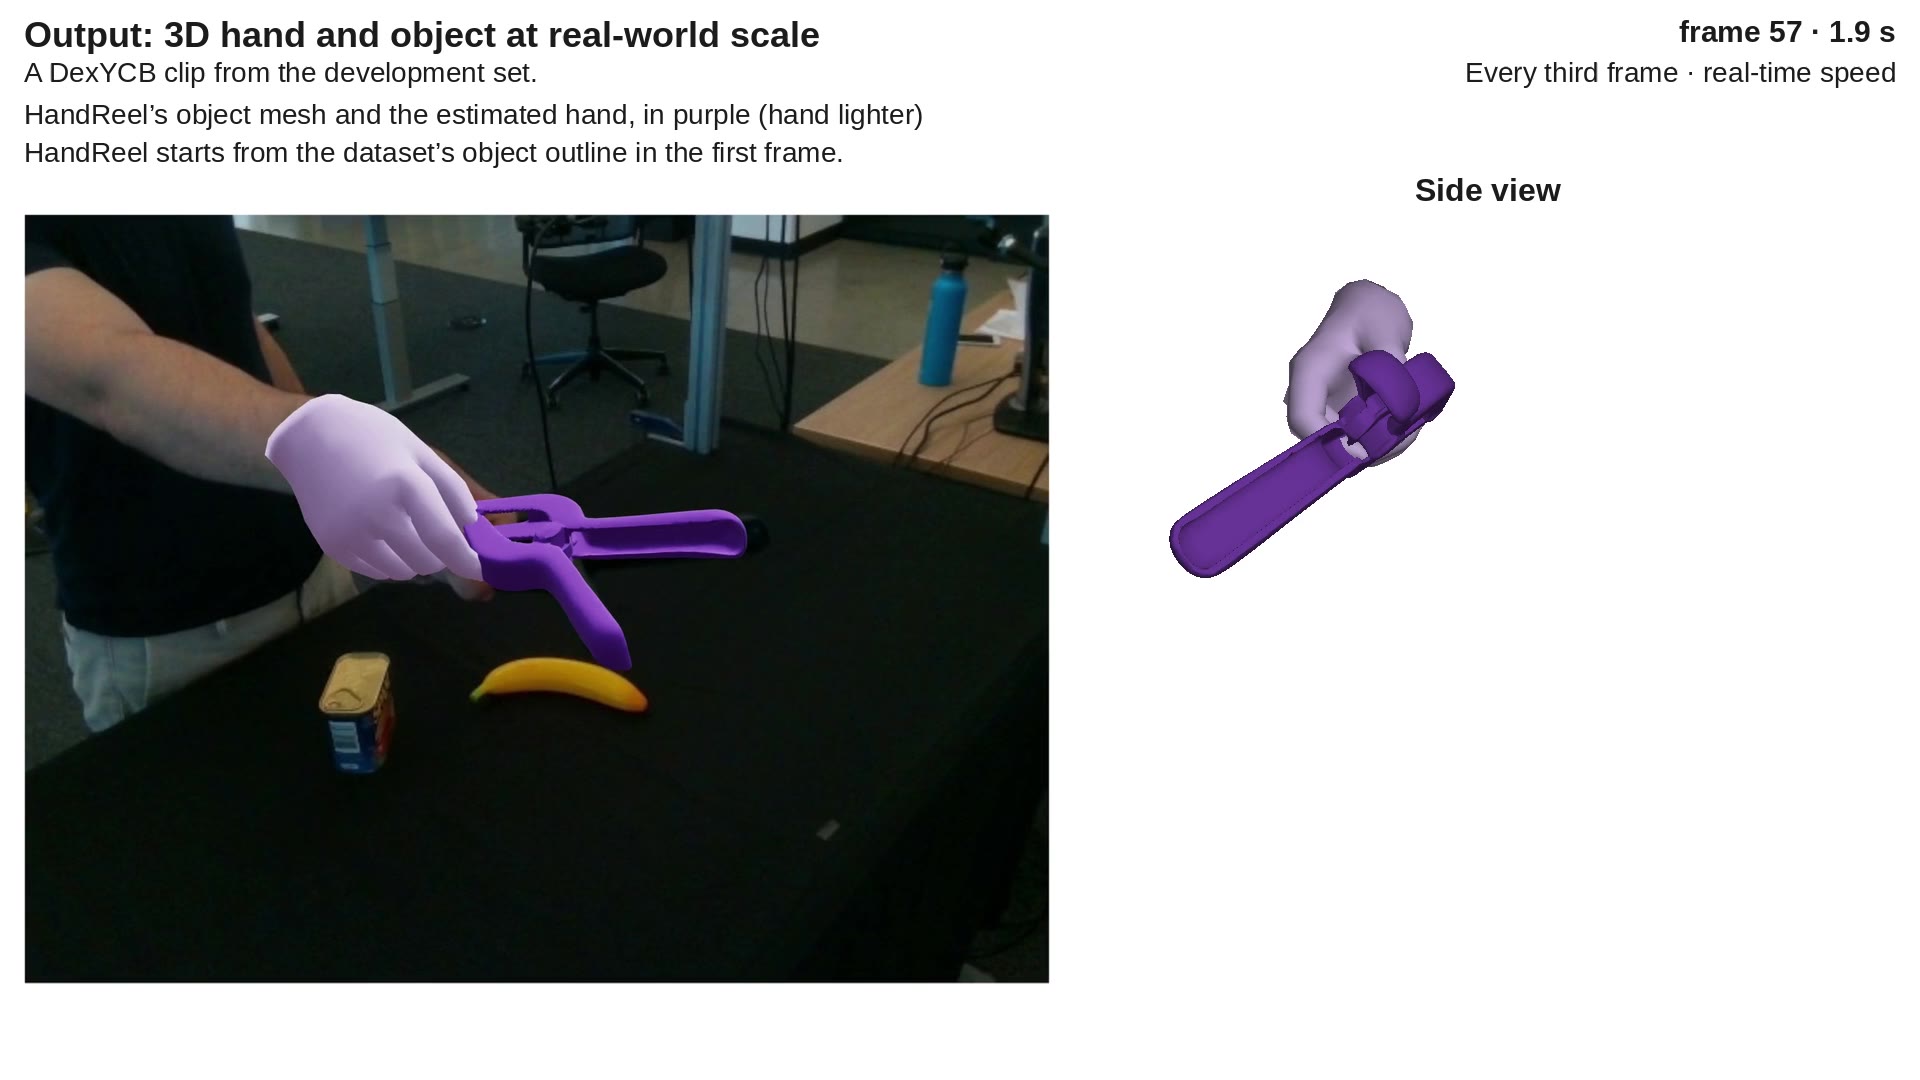 Output: 3D hand and object at real-world scale
A DexYCB clip from the development set.
HandReel’s object mesh and the estimated hand, in purple (hand lighter)
HandReel starts from the dataset’s object outline in the first frame.
frame 57 · 1.9 s
Every third frame · real-time speed
Side view